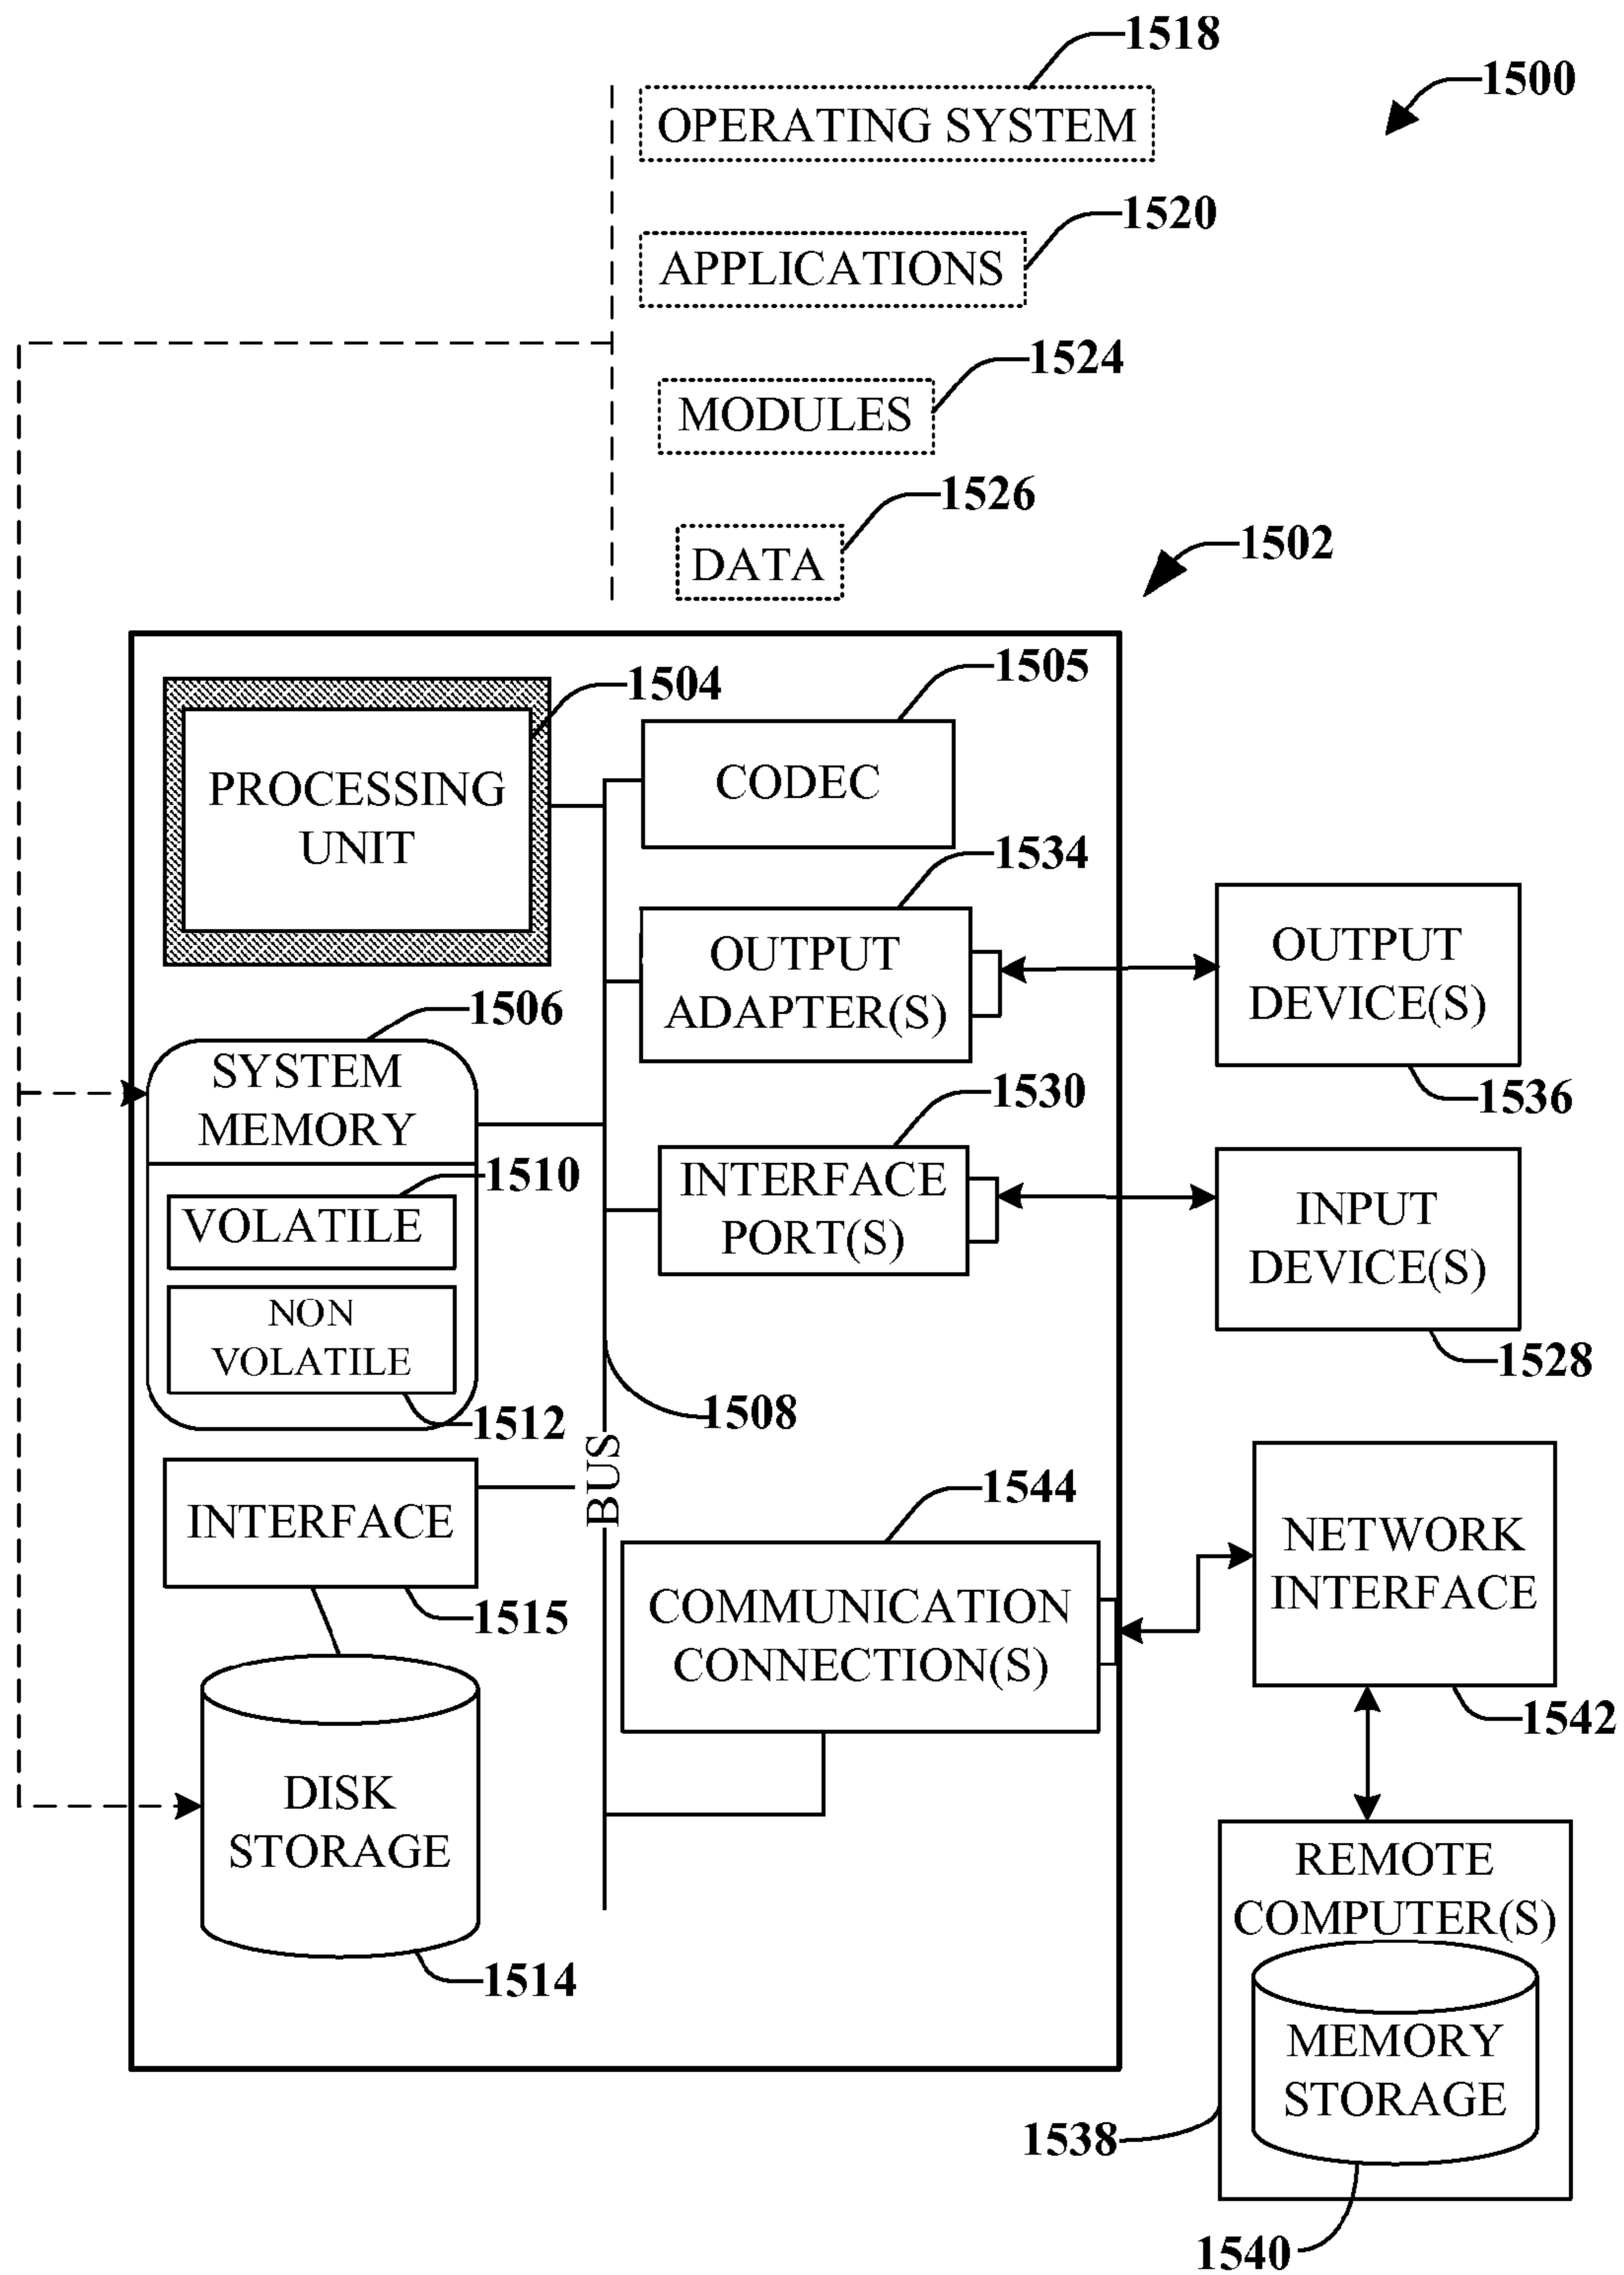 1518
1500
OPERATING SYSTEM
1520
APPLICATIONS
1524
MODULES
1526
DATA
1502
1504
PROCESSING
UNIT
1505
CODEC
1534
OUTPUT
ADAPTER(S)
OUTPUT
DEVICE(S)
1536
1506
SYSTEM
MEMORY
1510
VOLATILE
NON
VOLATILE
1512
1530
INTERFACE
PORT(S)
INPUT
DEVICE(S)
1528
1508
BUS
INTERFACE
1515
1544
COMMUNICATION
CONNECTION(S)
NETWORK
INTERFACE
1542
DISK
STORAGE
1514
REMOTE
COMPUTER(S)
MEMORY
STORAGE
1538
1540